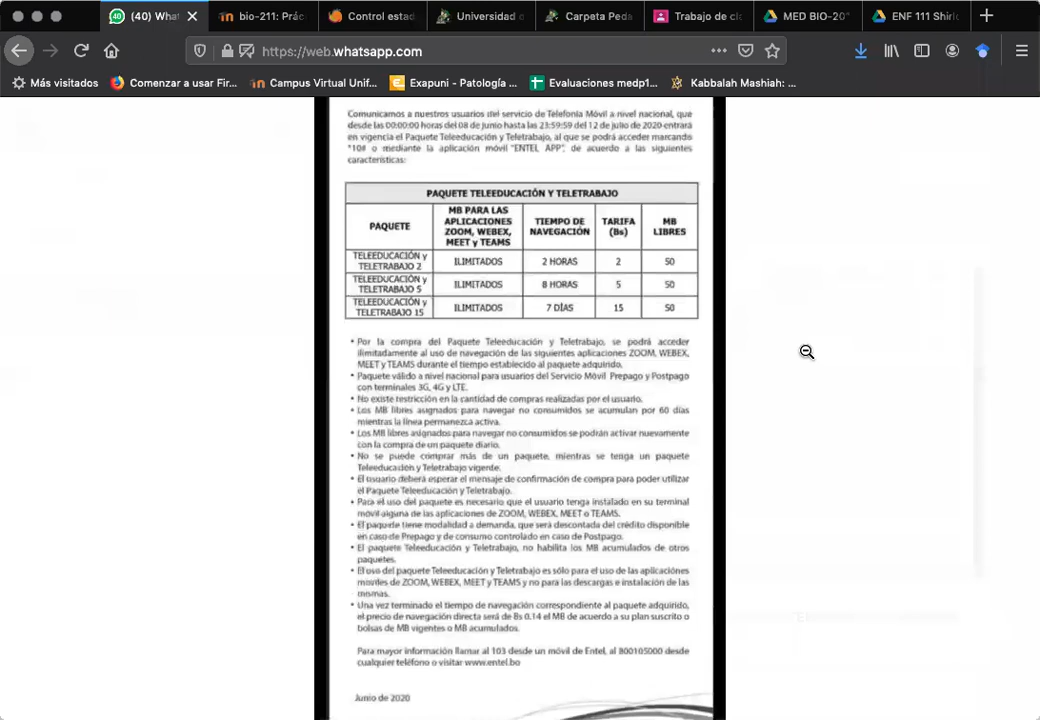 (40) What
bio-211: Prác
Control estad
Universidad d
Carpeta Peda
Trabajo de cl
MED BIO-20
ENF 111 Shirl
https://web.whatsapp.com
Más visitados
Comenzar a usar Fir...
Campus Virtual Unif...
Exapuni - Patología ...
Evaluaciones medp1...
Kabbalah Mashiah: ...
Comunicamos a nuestros usuarios del servicio de Telefonía Móvil a nivel nacional, que
desde las 00:00:00 horas del 08 de junio hasta las 23:59:59 del 12 de julio de 2020 entrará
en vigencia el Paquete Teleeducación y Teletrabajo, al que se podrá acceder marcando
*10# o mediante la aplicación móvil "ENTEL APP", de acuerdo a las siguientes
características:
PAQUETE TELEEDUCACIÓN Y TELETRABAJO
PAQUETE
MB PARA LAS
APLICACIONES
ZOOM, WEBEX,
MEET y TEAMS
TIEMPO DE
NAVEGACIÓN
TARIFA
(Bs)
MB
LIBRES
TELEEDUCACIÓN y
TELETRABAJO 2
ILIMITADOS
2 HORAS
2
50
TELEEDUCACIÓN y
TELETRABAJO 5
ILIMITADOS
8 HORAS
5
50
TELEEDUCACIÓN y
TELETRABAJO 15
ILIMITADOS
7 DÍAS
15
50
• Por la compra del Paquete Teleeducación y Teletrabajo, se podrá acceder
ilimitadamente al uso de navegación de las siguientes aplicaciones ZOOM, WEBEX,
MEET y TEAMS durante el tiempo establecido al paquete adquirido.
• Paquete válido a nivel nacional para usuarios del Servicio Móvil Prepago y Postpago
con terminales 3G, 4G y LTE.
• No existe restricción en la cantidad de compras realizadas por el usuario.
• Los MB libres asignados para navegar no consumidos se acumulan por 60 días
mientras la línea permanezca activa.
• Los MB libres asignados para navegar no consumidos se podrán activar nuevamente
con la compra de un paquete diario.
• No se puede comprar más de un paquete, mientras se tenga un paquete
Teleeducación y Teletrabajo vigente.
• El usuario deberá esperar el mensaje de confirmación de compra para poder utilizar
el Paquete Teleeducación y Teletrabajo.
• Para el uso del paquete es necesario que el usuario tenga instalado en su terminal
móvil alguna de las aplicaciones de ZOOM, WEBEX, MEET o TEAMS.
• El paquete tiene modalidad a demanda, que será descontada del crédito disponible
en caso de Prepago y de consumo controlado en caso de Postpago.
• El paquete Teleeducación y Teletrabajo, no habilita los MB acumulados de otros
paquetes.
• El uso del paquete Teleeducación y Teletrabajo es sólo para el uso de las aplicaciones
móviles de ZOOM, WEBEX, MEET y TEAMS y no para las descargas e instalación de las
mismas.
• Una vez terminado el tiempo de navegación correspondiente al paquete adquirido,
el precio de navegación directa será de Bs 0.14 el MB de acuerdo a su plan suscrito o
bolsas de MB vigentes o MB acumulados.
Para mayor información llamar al 103 desde un móvil de Entel, al 800105000 desde
cualquier teléfono o visitar www.entel.bo
Junio de 2020